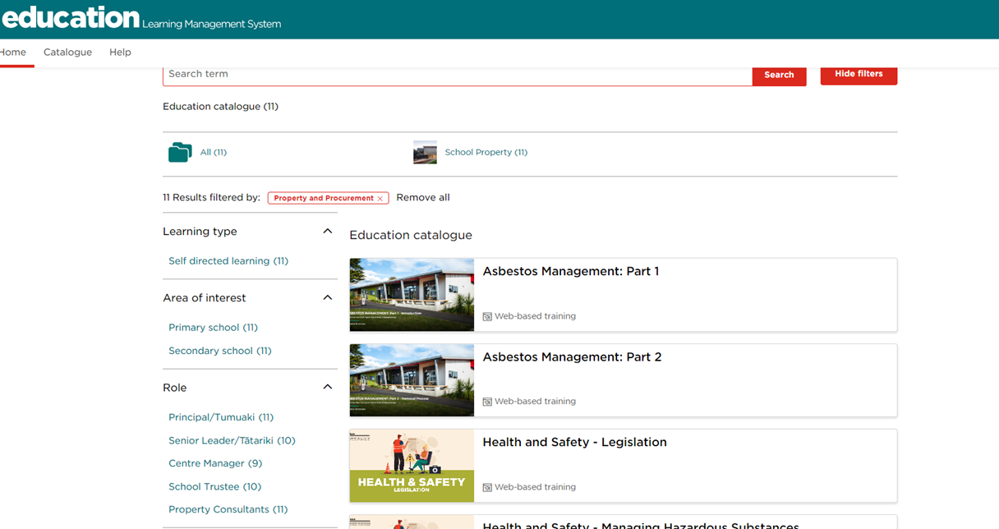 education Learning Management System
Home Catalogue Help
Search term Search Hide filters
Education catalogue (11)
All (11) School Property (11)
11 Results filtered by: Property and Procurement × Remove all
Learning type
Self directed learning (11)
Area of interest
Primary school (11)
Secondary school (11)
Role
Principal/Tumuaki (11)
Senior Leader/Tātariki (10)
Centre Manager (9)
School Trustee (10)
Property Consultants (11)
Education catalogue
ASBESTOS MANAGEMENT: Part 1 - Introduction
Asbestos Management: Part 1
Web-based training
ASBESTOS MANAGEMENT: Part 2 - Removal Process
Asbestos Management: Part 2
Web-based training
HEALTH & SAFETY
LEGISLATION
Health and Safety - Legislation
Web-based training
Health and Safety - Managing Hazardous Substances